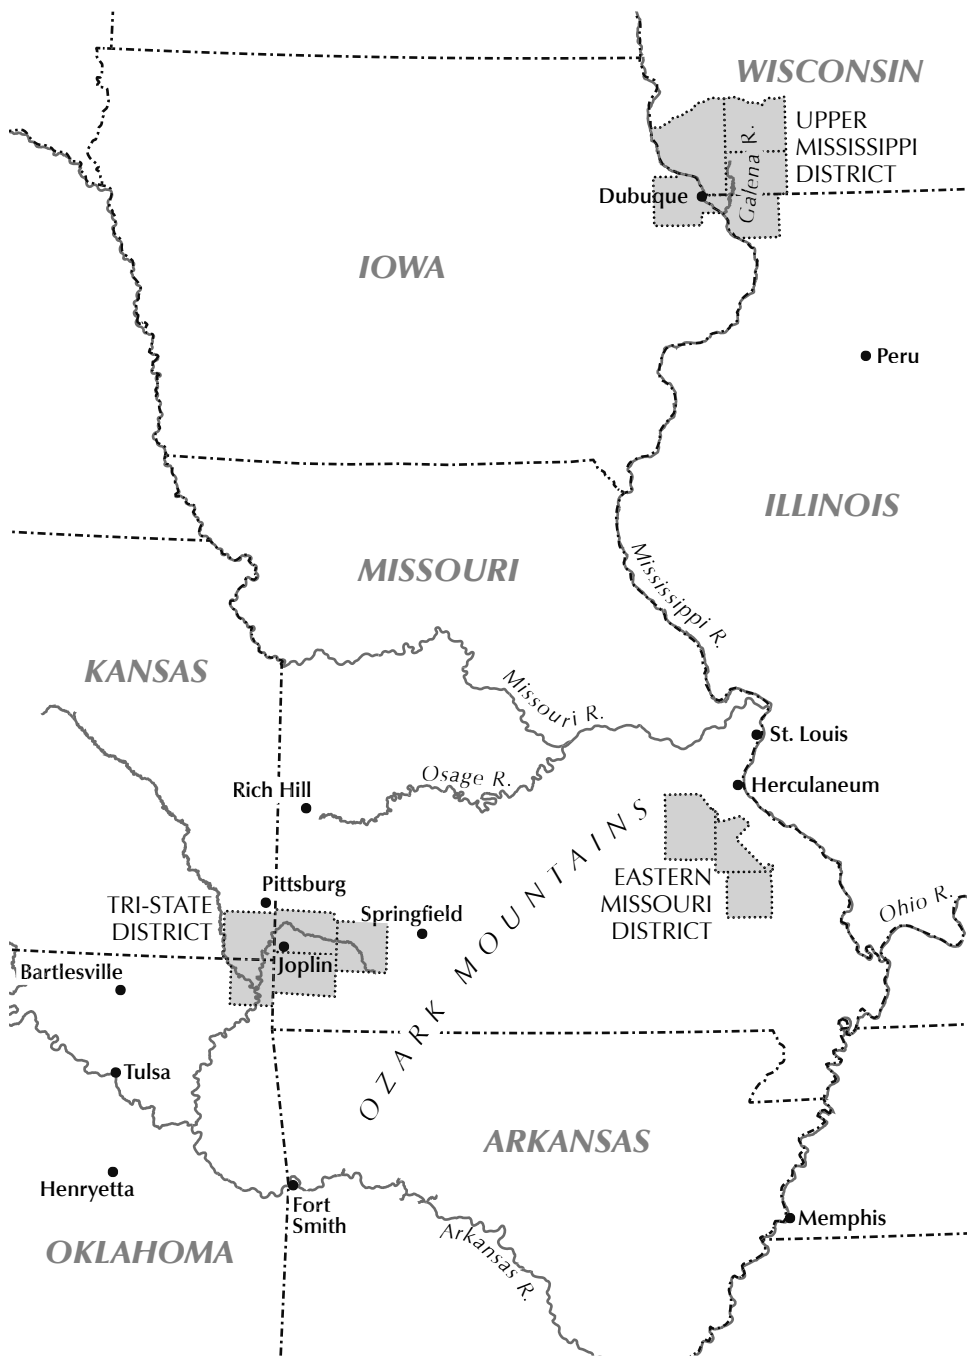 WISCONSIN
UPPER
MISSISSIPPI
DISTRICT
Galena R.
Dubuque
IOWA
Peru
ILLINOIS
MISSOURI
Mississippi R.
KANSAS
Missouri R.
St. Louis
Osage R.
Rich Hill
Herculaneum
OZARK MOUNTAINS
EASTERN
MISSOURI
DISTRICT
Pittsburg
TRI-STATE
DISTRICT
Springfield
Ohio R.
Joplin
Bartlesville
Tulsa
ARKANSAS
Henryetta
Fort
Smith
Memphis
OKLAHOMA
Arkansas R.